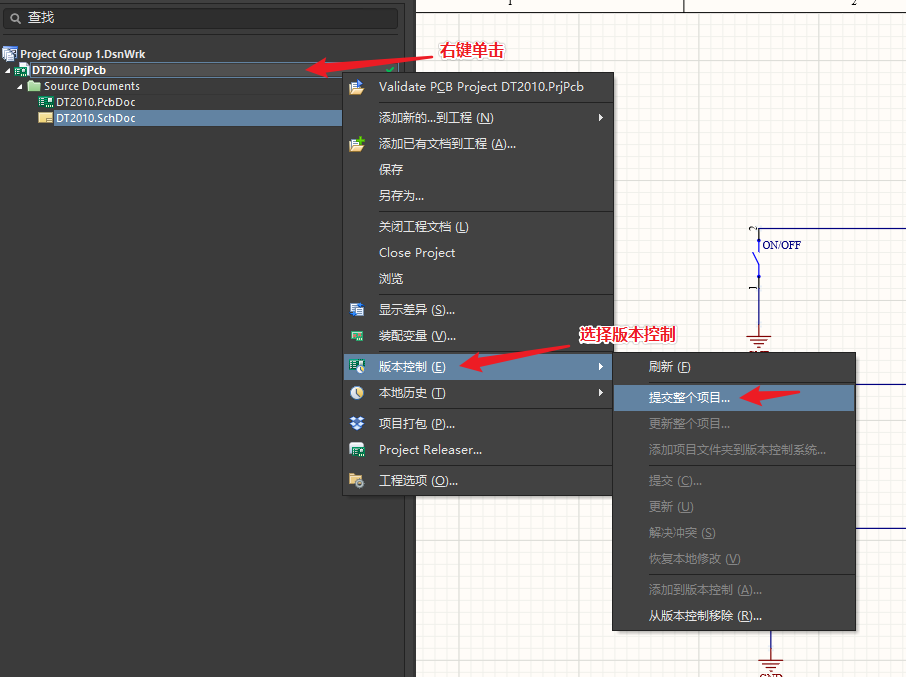 1
2
查找
Project Group 1.DsnWrk
右键单击
DT2010.PrjPcb
Source Documents
DT2010.PcbDoc
DT2010.SchDoc
Validate PCB Project DT2010.PrjPcb
添加新的...到工程 (N)
添加已有文档到工程 (A)...
保存
另存为...
关闭工程文档 (L)
Close Project
浏览
显示差异 (S)...
装配变量 (V)...
版本控制 (E)
本地历史 (T)
项目打包 (P)...
Project Releaser...
工程选项 (O)...
选择版本控制
刷新 (F)
提交整个项目...
更新整个项目...
添加项目文件夹到版本控制系统...
提交 (C)...
更新 (U)
解决冲突 (S)
恢复本地修改 (V)
添加到版本控制 (A)...
从版本控制移除 (R)...
2
ON/OFF
1